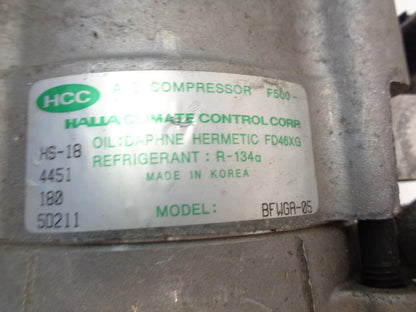 HCC A/C COMPRESSOR F500-
HALLA CLIMATE CONTROL CORP.
OIL:DAPHNE HERMETIC FD46XG
HS-18 REFRIGERANT : R-134a
4451 MADE IN KOREA
180
5D211 MODEL: BFWGA-05